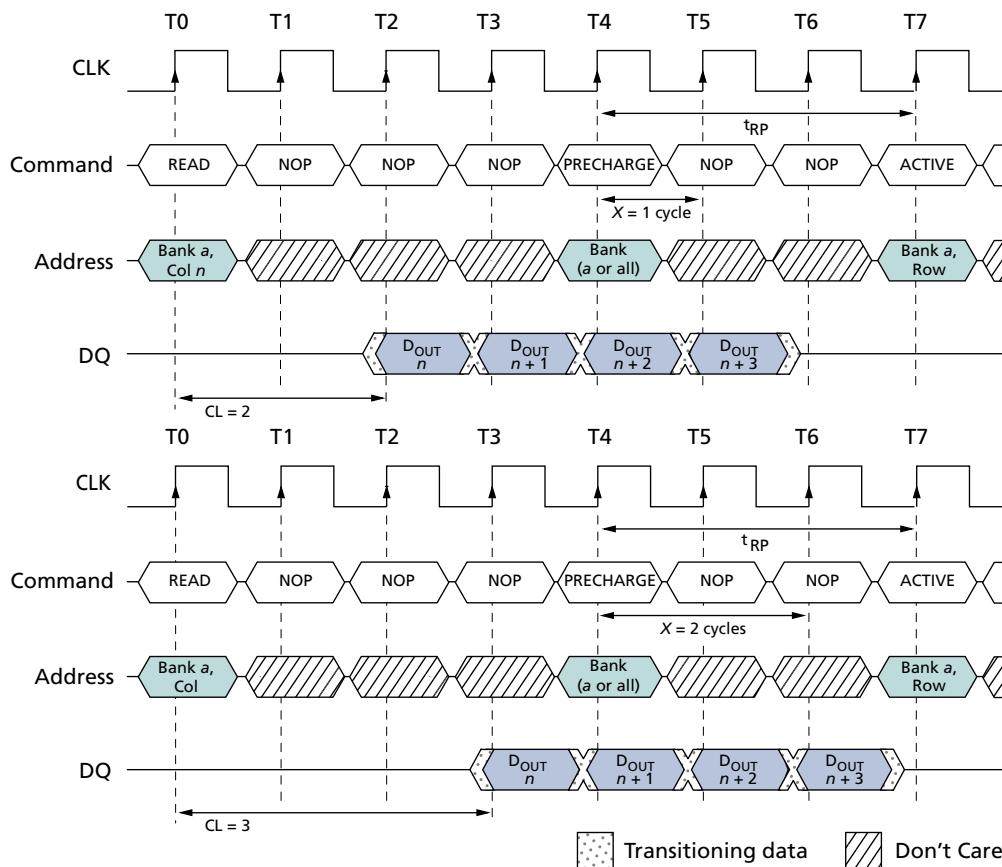 T0 T1 T2 T3 T4 T5 T6 T7
CLK
tRP
Command READ NOP NOP NOP PRECHARGE NOP NOP ACTIVE
X = 1 cycle
Address Bank a, Col n Bank (a or all) Bank a, Row
DQ DOUT n DOUT n + 1 DOUT n + 2 DOUT n + 3
CL = 2
T0 T1 T2 T3 T4 T5 T6 T7
CLK
tRP
Command READ NOP NOP NOP PRECHARGE NOP NOP ACTIVE
X = 2 cycles
Address Bank a, Col Bank (a or all) Bank a, Row
DQ DOUT n DOUT n + 1 DOUT n + 2 DOUT n + 3
CL = 3
Transitioning data Don't Care